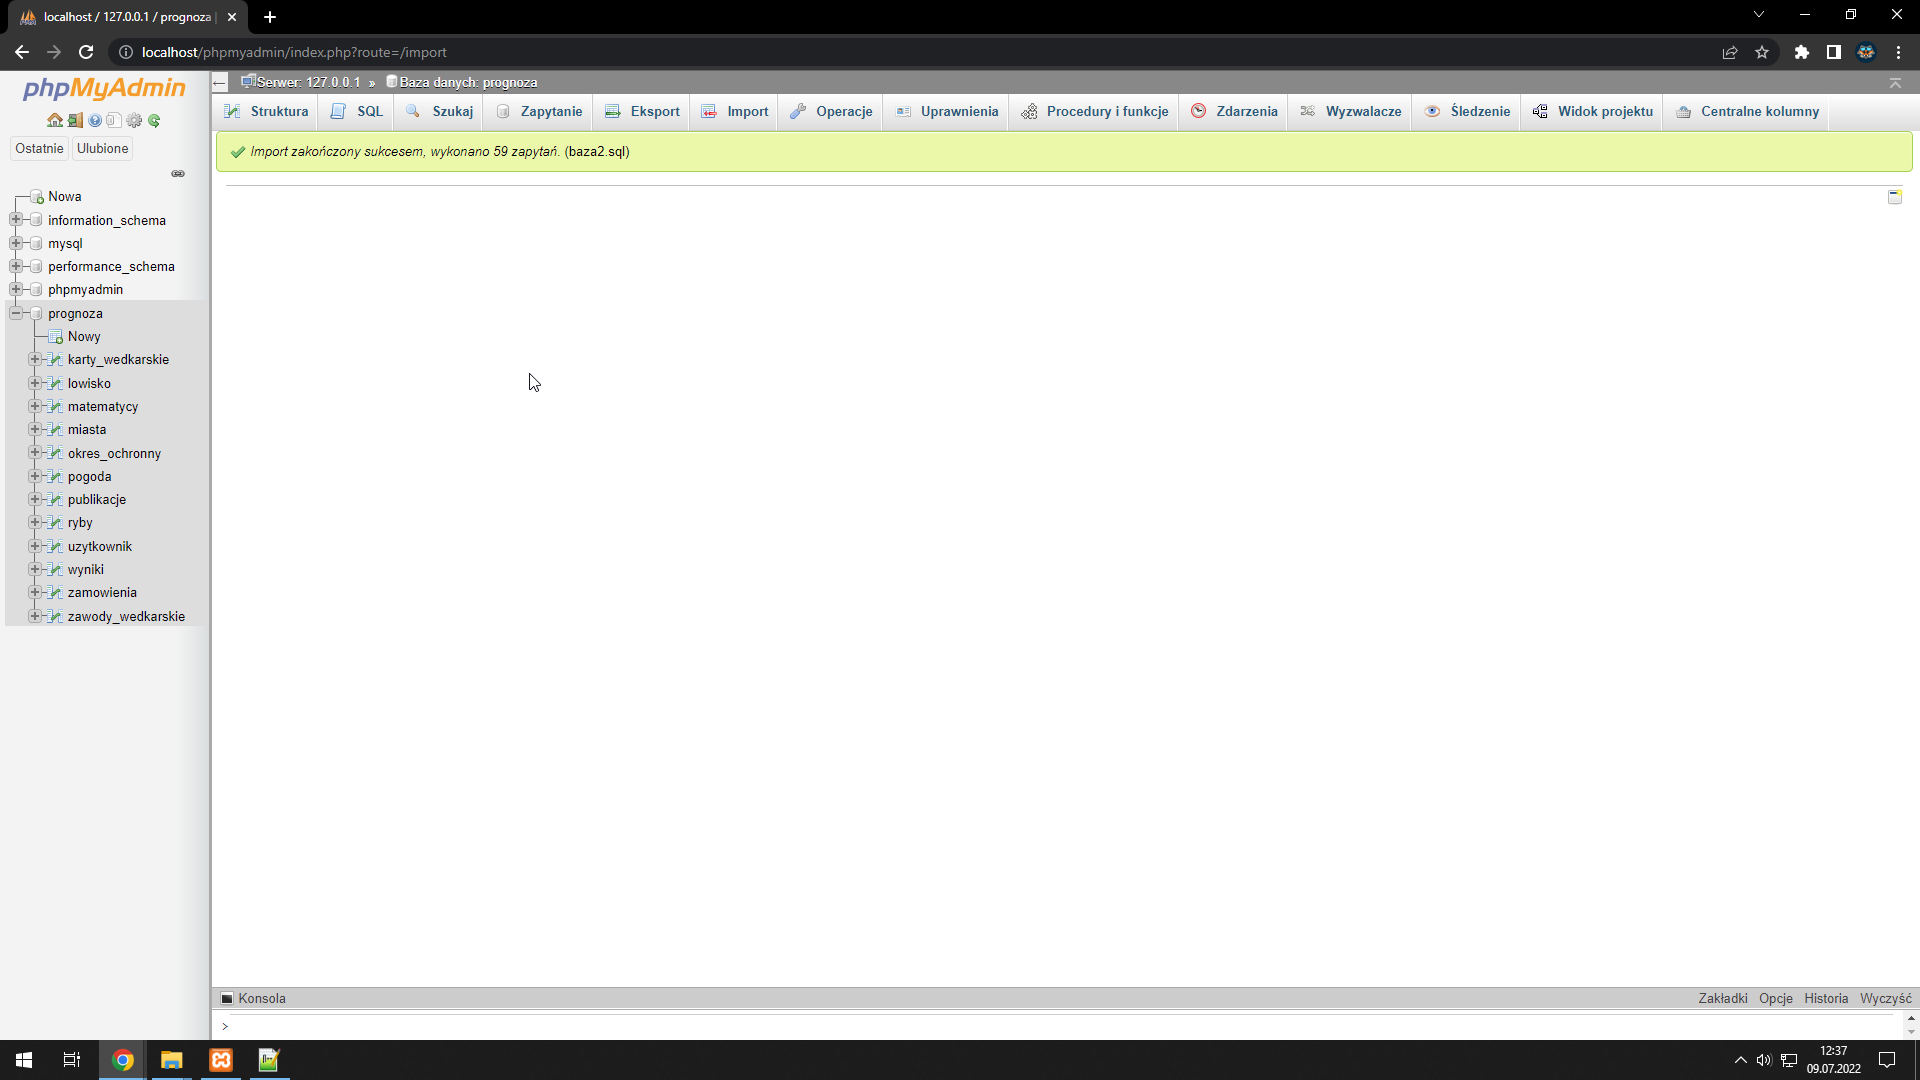 localhost / 127.0.0.1 / prognoza |
localhost/phpmyadmin/index.php?route=/import
phpMyAdmin
Ostatnie Ulubione
Nowa
information_schema
mysql
performance_schema
phpmyadmin
prognoza
Nowy
karty_wedkarskie
lowisko
matematycy
miasta
okres_ochronny
pogoda
publikacje
ryby
uzytkownik
wyniki
zamowienia
zawody_wedkarskie
Serwer: 127.0.0.1 » Baza danych: prognoza
Struktura SQL Szukaj Zapytanie Eksport Import Operacje Uprawnienia Procedury i funkcje Zdarzenia Wyzwalacze Śledzenie Widok projektu Centralne kolumny
Import zakończony sukcesem, wykonano 59 zapytań. (baza2.sql)
Konsola Zakładki Opcje Historia Wyczyść
>
12:37
09.07.2022